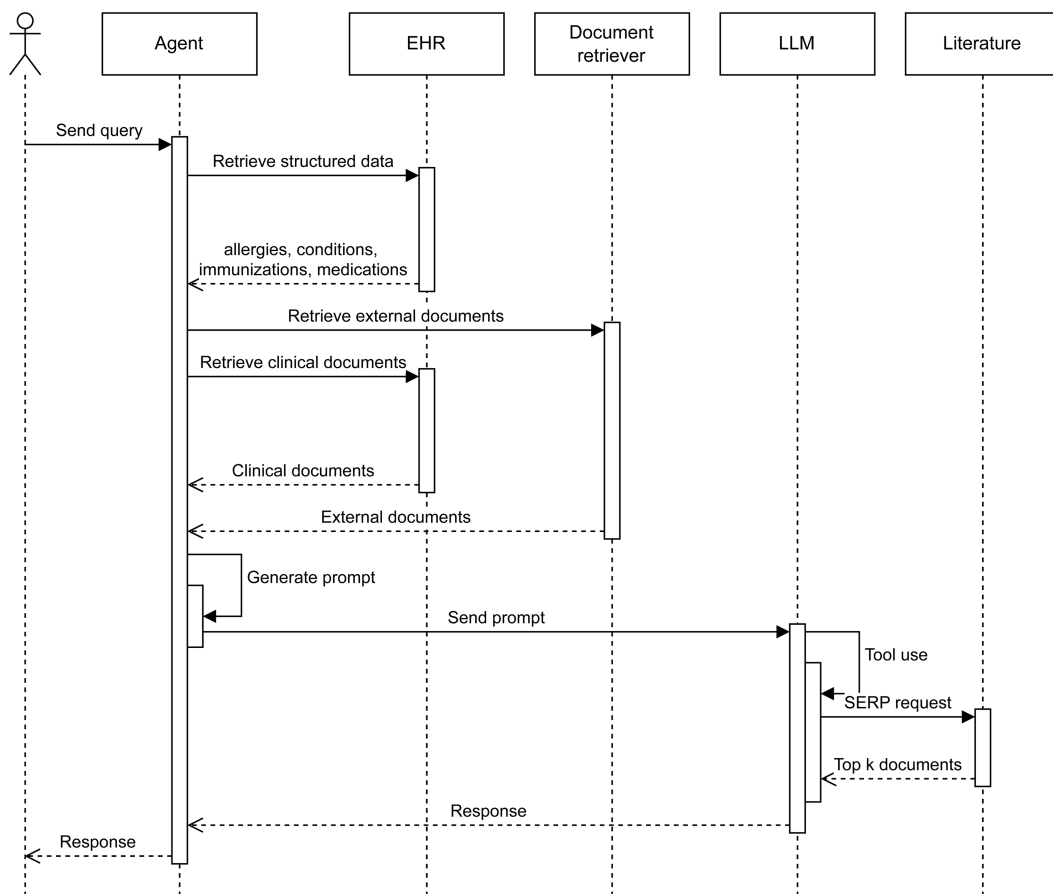 Agent
EHR
Document
retriever
LLM
Literature
Send query
Retrieve structured data
allergies, conditions,
immunizations, medications
Retrieve external documents
Retrieve clinical documents
Clinical documents
External documents
Generate prompt
Send prompt
Tool use
SERP request
Top k documents
Response
Response